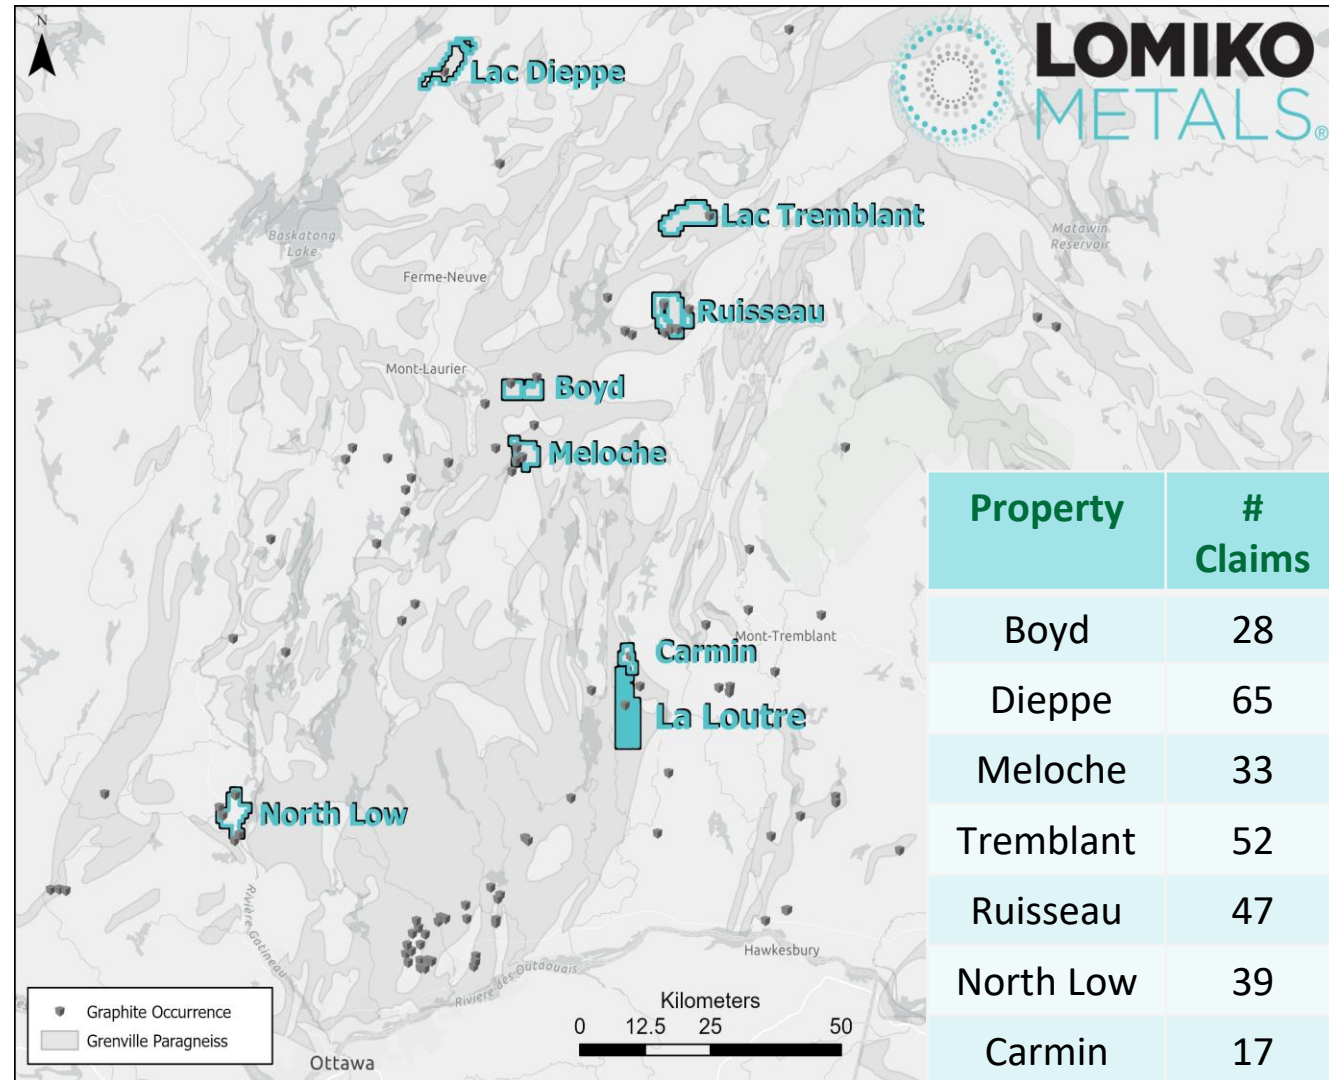 N
LOMIKO
METALS®
Lac Dieppe
Lac Tremblant
Baskatong
Lake
Matawin
Reservoir
Ferme-Neuve
Ruisseau
Mont-Laurier
Boyd
Meloche
Property # Claims
Boyd 28
Dieppe 65
Meloche 33
Tremblant 52
Ruisseau 47
North Low 39
Carmin 17
Mont-Tremblant
Carmin
La Loutre
North Low
Rivière Gatineau
Hawkesbury
Rivière des Outaouais
Kilometers
0 12.5 25 50
Graphite Occurrence
Grenville Paragneiss
Ottawa